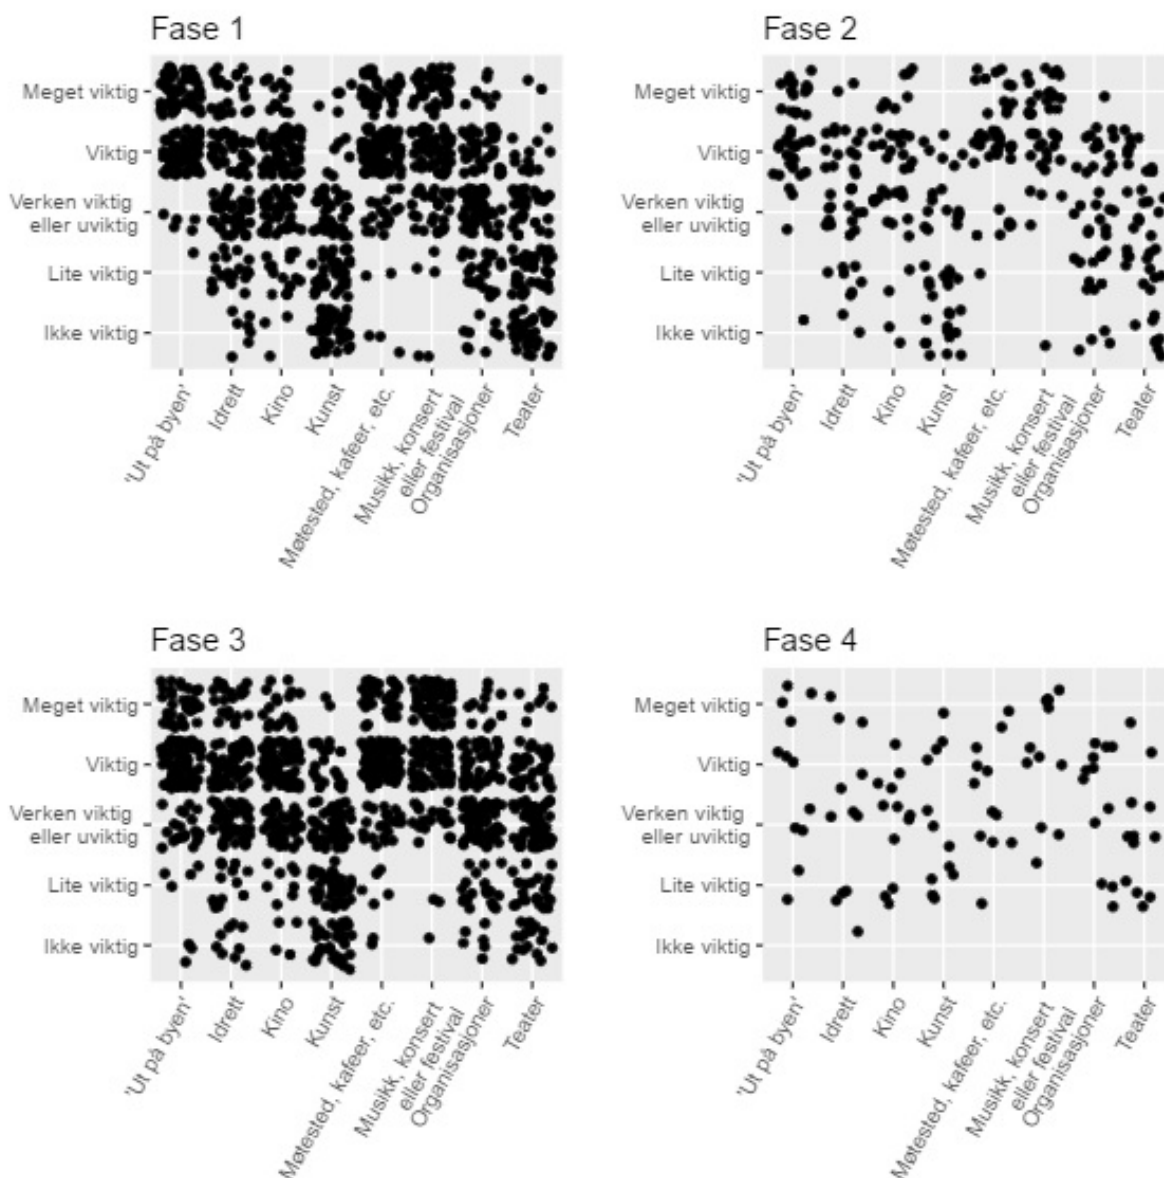 Fase 1
Meget viktig
Viktig
Verken viktig
eller uviktig
Lite viktig
Ikke viktig
"Ut på byen'
Idrett
Kino
Kunst
Møtested, kafeer, etc.
Musikk, konsert
eller festival
Organisasjoner
Teater
Fase 2
Meget viktig
Viktig
Verken viktig
eller uviktig
Lite viktig
Ikke viktig
"Ut på byen'
Idrett
Kino
Kunst
Møtested, kafeer, etc.
Musikk, konsert
eller festival
Organisasjoner
Teater
Fase 3
Meget viktig
Viktig
Verken viktig
eller uviktig
Lite viktig
Ikke viktig
"Ut på byen'
Idrett
Kino
Kunst
Møtested, kafeer, etc.
Musikk, konsert
eller festival
Organisasjoner
Teater
Fase 4
Meget viktig
Viktig
Verken viktig
eller uviktig
Lite viktig
Ikke viktig
"Ut på byen'
Idrett
Kino
Kunst
Møtested, kafeer, etc.
Musikk, konsert
eller festival
Organisasjoner
Teater